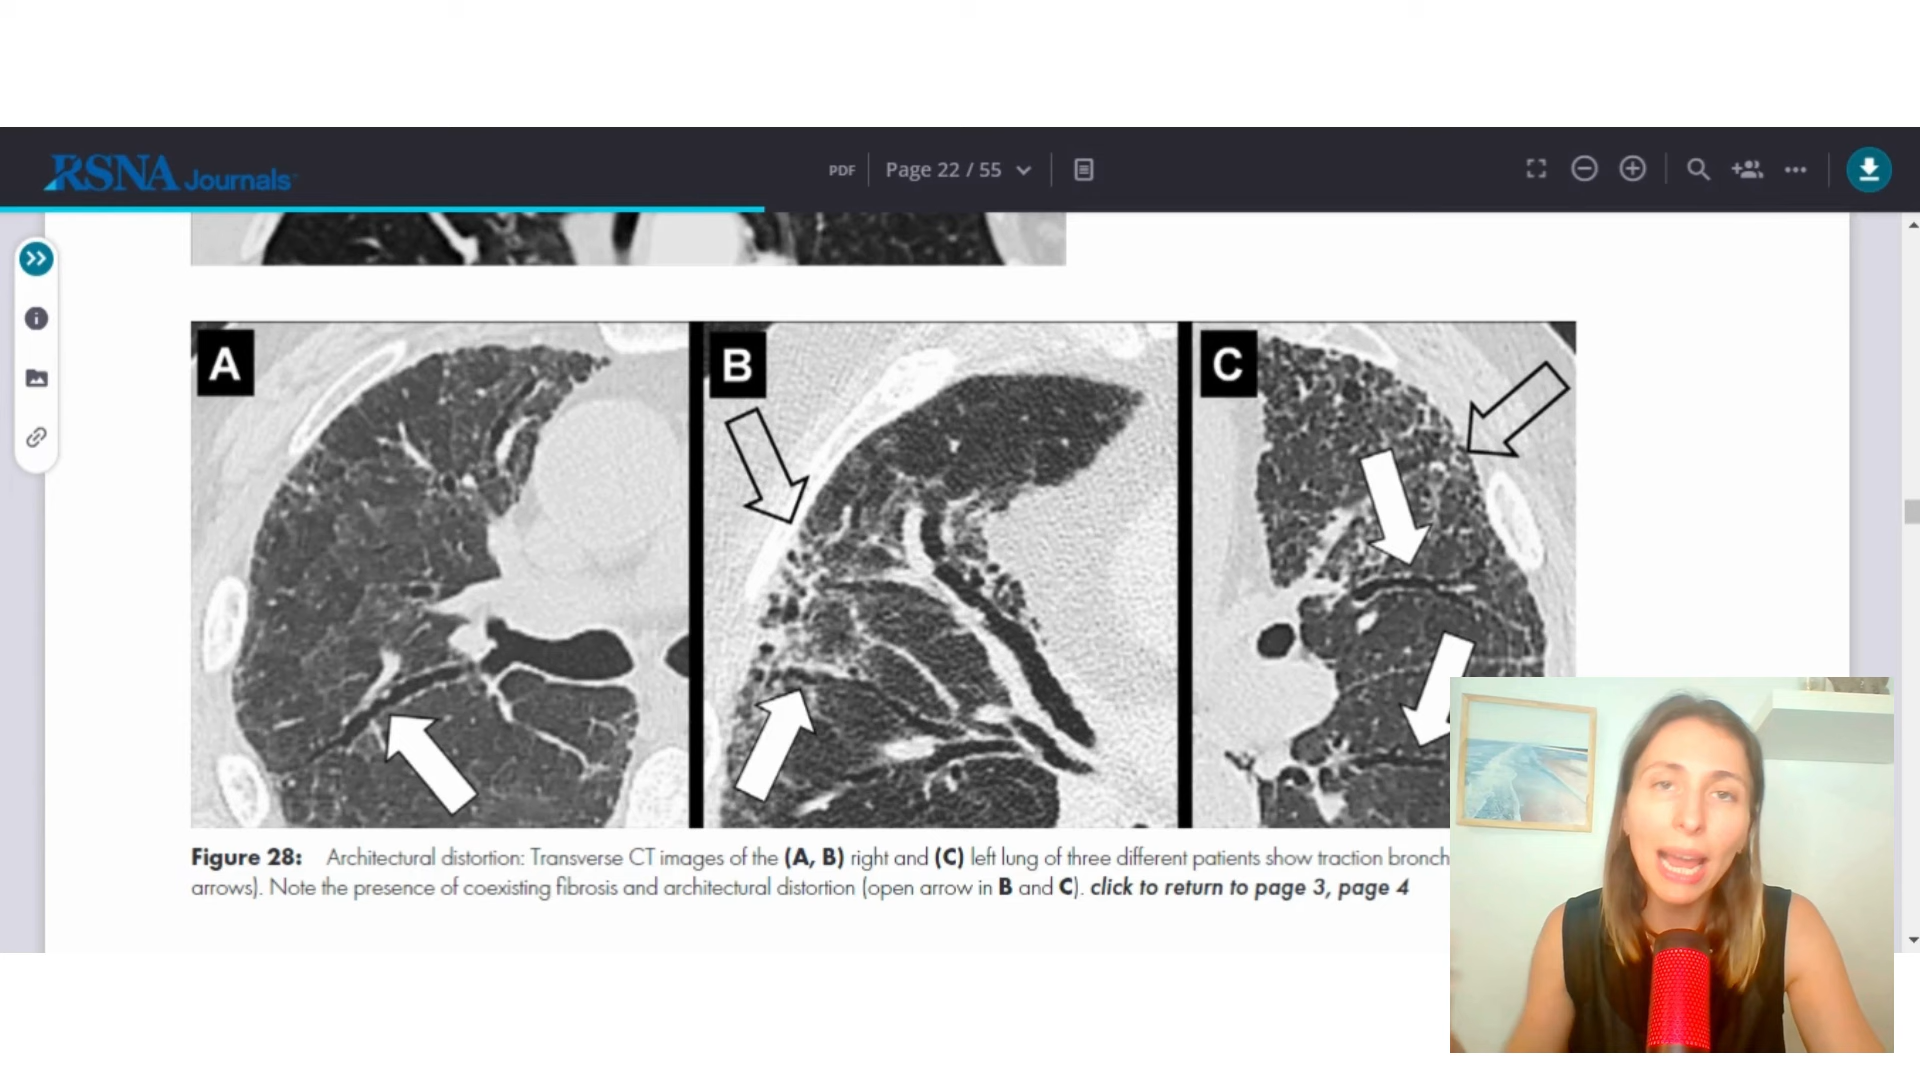 RSNA Journals
PDF
Page 22 / 55
A
B
C
Figure 28: Architectural distortion: Transverse CT images of the (A, B) right and (C) left lung of three different patients show traction bronch
arrows). Note the presence of coexisting fibrosis and architectural distortion (open arrow in B and C). click to return to page 3, page 4